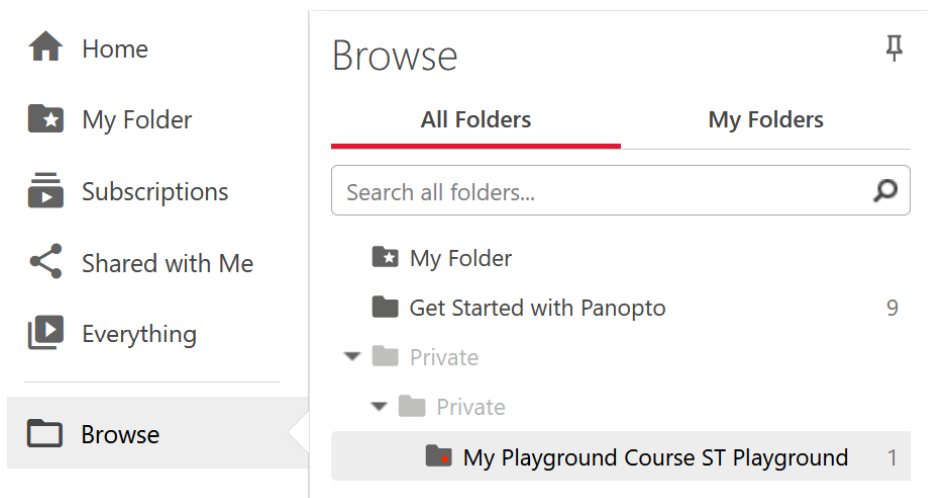 Home
My Folder
Subscriptions
Shared with Me
Everything
Browse
Browse
All Folders My Folders
Search all folders...
My Folder
Get Started with Panopto 9
Private
Private
My Playground Course ST Playground 1